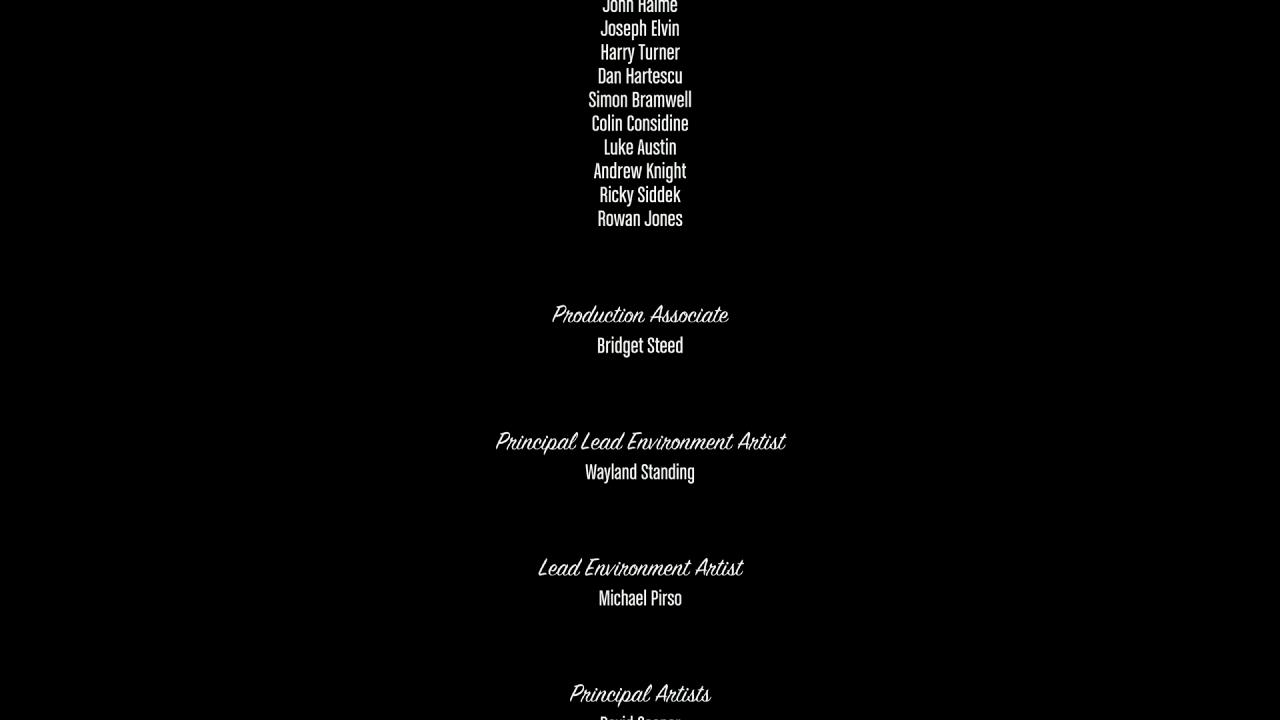 John Haime
Joseph Elvin
Harry Turner
Dan Hartescu
Simon Bramwell
Colin Considine
Luke Austin
Andrew Knight
Ricky Siddek
Rowan Jones
Production Associate
Bridget Steed
Principal Lead Environment Artist
Wayland Standing
Lead Environment Artist
Michael Pirso
Principal Artists
David